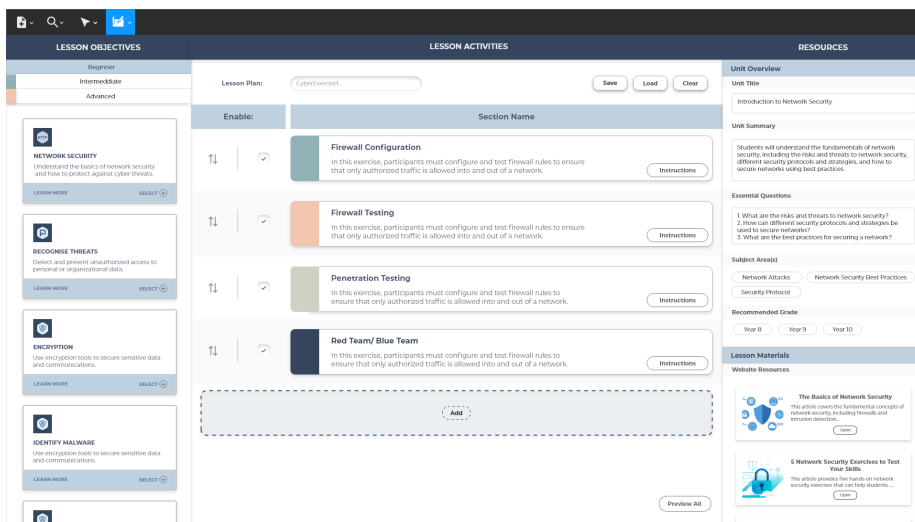 LESSON OBJECTIVES
Beginner
Intermeddiate
Advanced
NETWORK SECURITY
Understand the basics of network security
and how to protect against cyber threats.
LEARN MORE SELECT
RECOGNISE THREATS
Detect and prevent unauthorized access to
personal or organizational data.
LEARN MORE SELECT
ENCRYPTION
Use encryption tools to secure sensitive data
and communications.
LEARN MORE SELECT
IDENTIFY MALWARE
Use encryption tools to secure sensitive data
and communications.
LEARN MORE SELECT
LESSON ACTIVITIES
Lesson Plan: CyberExercise1.. Save Load Clear
Enable: Section Name
Firewall Configuration
In this exercise, participants must configure and test firewall rules to ensure
that only authorized traffic is allowed into and out of a network.
Instructions
Firewall Testing
In this exercise, participants must configure and test firewall rules to ensure
that only authorized traffic is allowed into and out of a network.
Instructions
Penetration Testing
In this exercise, participants must configure and test firewall rules to
ensure that only authorized traffic is allowed into and out of a network.
Instructions
Red Team/ Blue Team
In this exercise, participants must configure and test firewall rules to
ensure that only authorized traffic is allowed into and out of a network.
Instructions
Add
Preview All
RESOURCES
Unit Overview
Unit Title
Introduction to Network Security
Unit Summary
Students will understand the fundamentals of network
security, including the risks and threats to network security,
different security protocols and strategies, and how to
secure networks using best practices.
Essential Questions
1. What are the risks and threats to network security?
2. How can different security protocols and strategies be
used to secure networks?
3. What are the best practices for securing a network?
Subject Area(s)
Network Attacks Network Security Best Practices
Security Protocol
Recommended Grade
Year 8 Year 9 Year 10
Lesson Materials
Website Resources
The Basics of Network Security
This article covers the fundamental concepts of
network security, including firewalls and
intrusion detection...
Open
5 Network Security Exercises to Test
Your Skills
This article provides five hands-on network
security exercises that can help students.....
Open